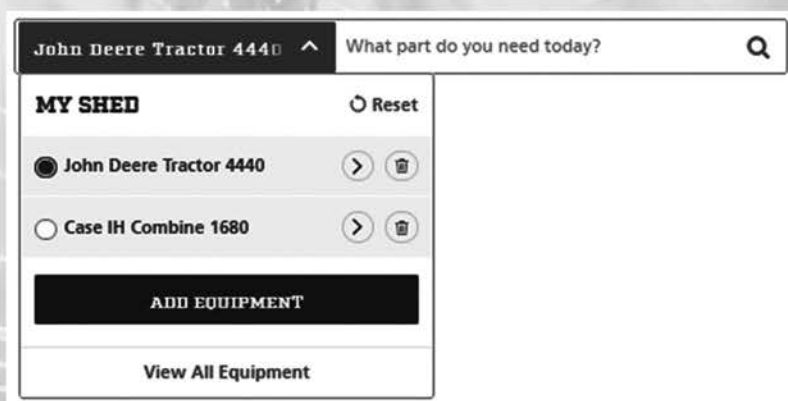 John Deere Tractor 4440 What part do you need today?
MY SHED Reset
John Deere Tractor 4440
Case IH Combine 1680
ADD EQUIPMENT
View All Equipment